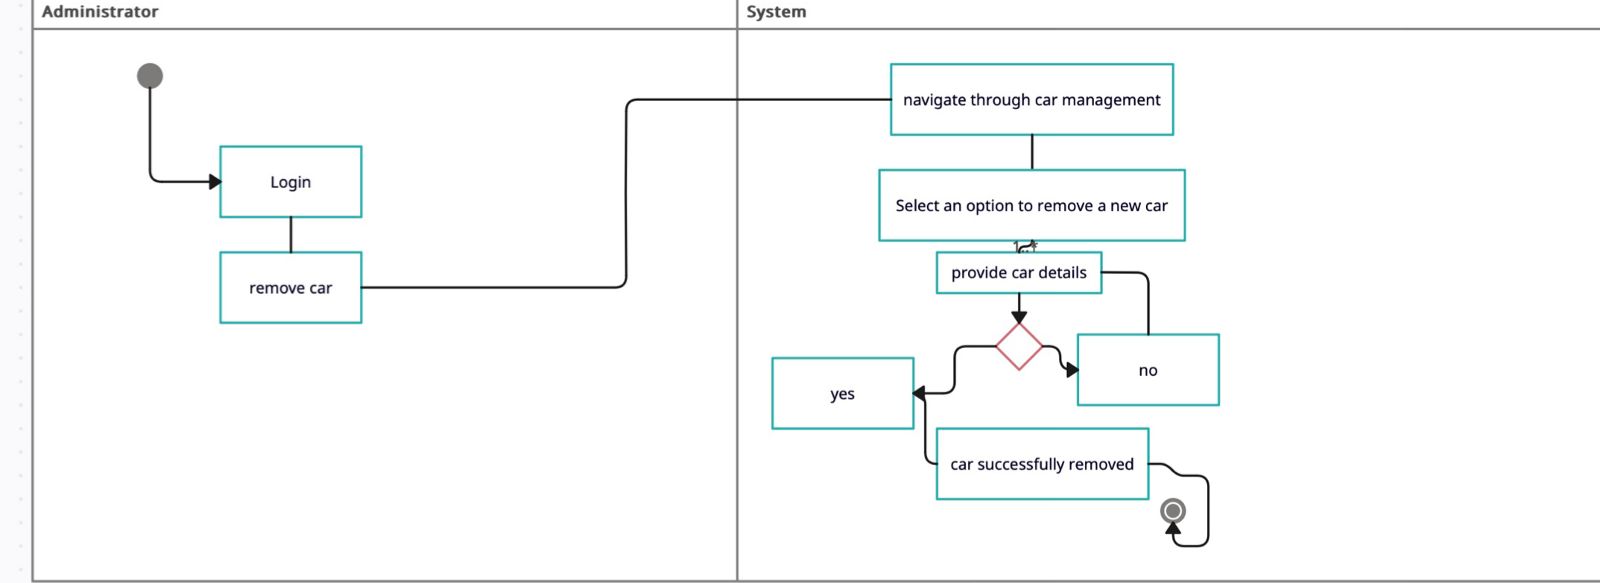 Administrator
System
navigate through car management
Login
Select an option to remove a new car
1..*
provide car details
remove car
no
yes
car successfully removed